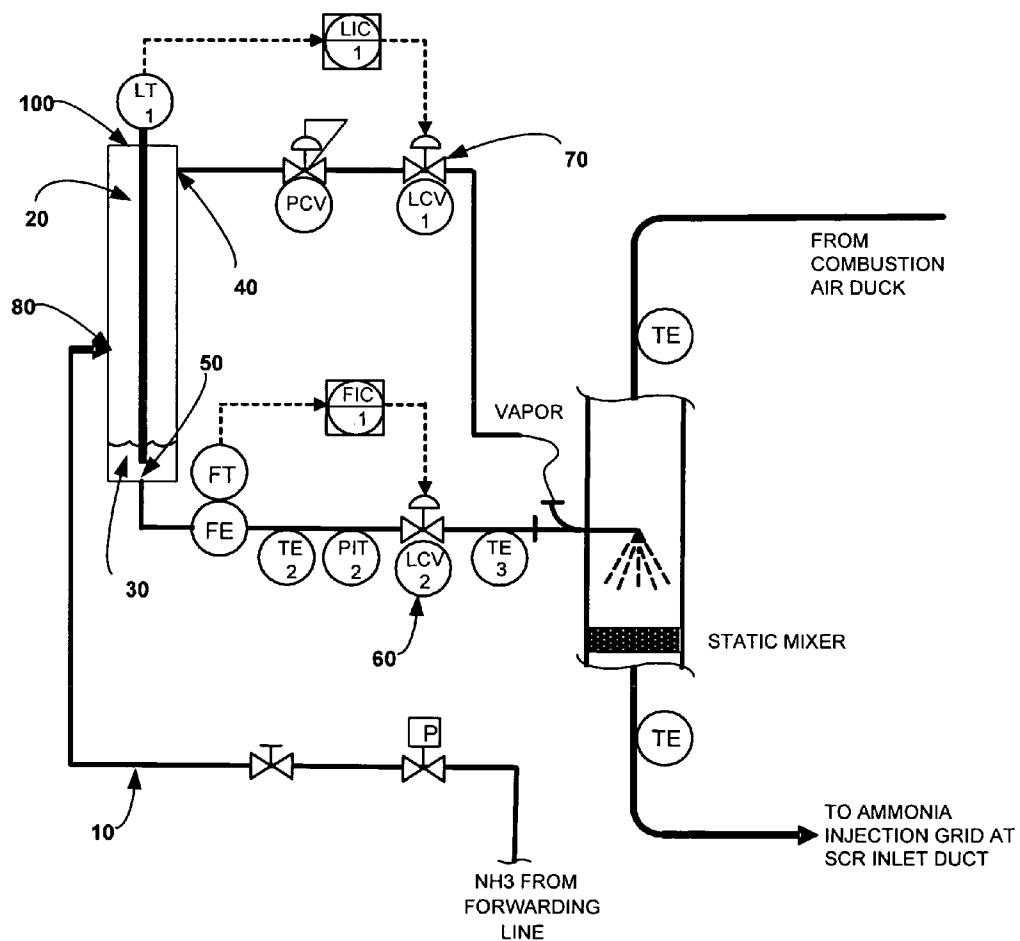 LIC
1
LT
1
100
70
20
PCV
LCV
1
FROM
COMBUSTION
AIR DUCK
40
80
TE
50
FIC
.1
VAPOR
FT
FE
TE
2
PIT
2
LCV
2
TE
3
30
60
STATIC MIXER
P
TE
10
TO AMMONIA
INJECTION GRID AT
SCR INLET DUCT
NH3 FROM
FORWARDING
LINE